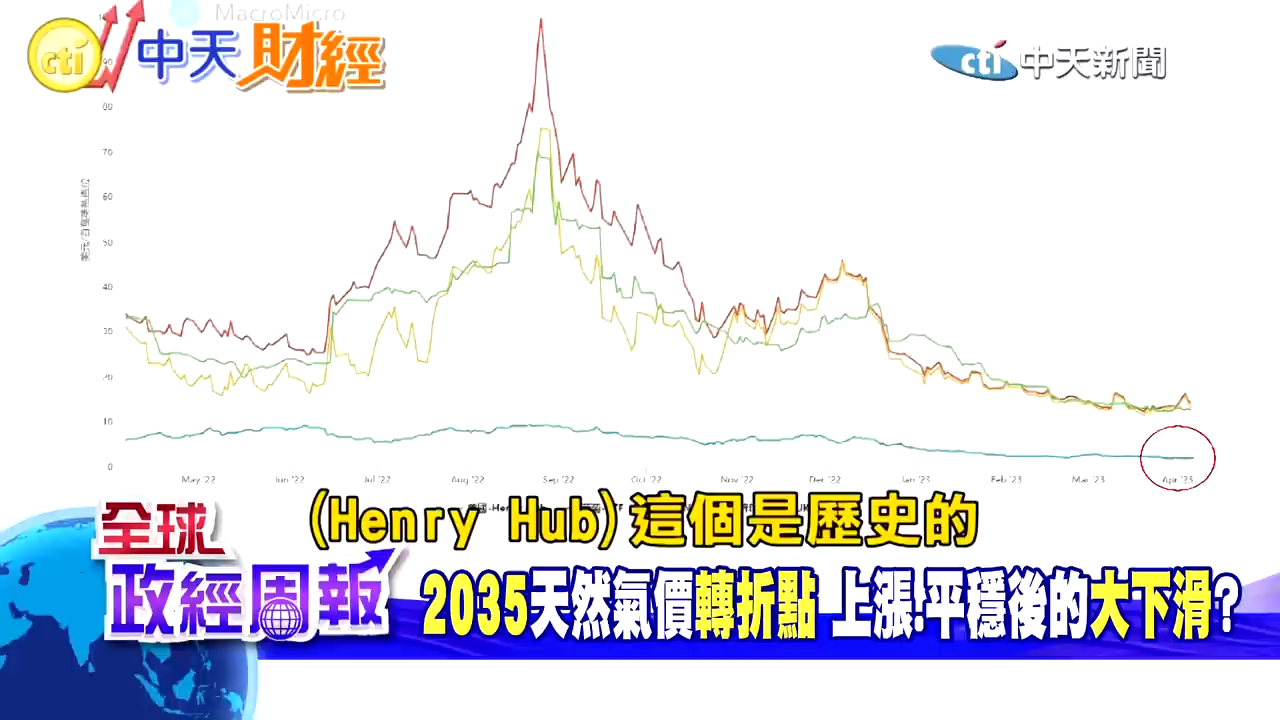 MacroMicro
cti 中天財經
cti 中天新聞
90
80
70
60
50
40
30
20
10
0
May '22
Jun '22
Jul '22
Aug '22
Sep '22
Oct '22
Nov '22
Dec '22
Jan '23
Feb '23
Mar '23
Apr '23
(Henry Hub)這個是歷史的
全球
政經周報
2035天然氣價轉折點 上漲!平穩後的大下滑?